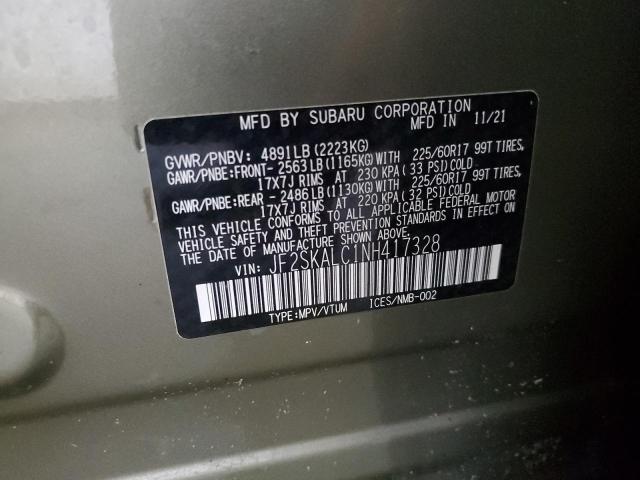 MFD BY SUBARU CORPORATION
MFD IN 11/21
GVWR/PNBV: 4891LB(2223KG)
GAWR/PNBE:FRONT- 2563LB(1165KG)WITH 225/60R17 99T TIRES,
17X7J RIMS AT 230 KPA(33 PSI)COLD
GAWR/PNBE:REAR - 2486LB(1130KG)WITH 225/60R17 99T TIRES,
17X7J RIMS AT 220 KPA(32 PSI)COLD
THIS VEHICLE CONFORMS TO ALL APPLICABLE FEDERAL MOTOR
VEHICLE SAFETY AND THEFT PREVENTION STANDARDS IN EFFECT ON
THE DATE OF MANUFACTURE SHOWN ABOVE.
VIN: JF2SKALC1NH417328
TYPE:MPV/VTUM ICES/NMB-002